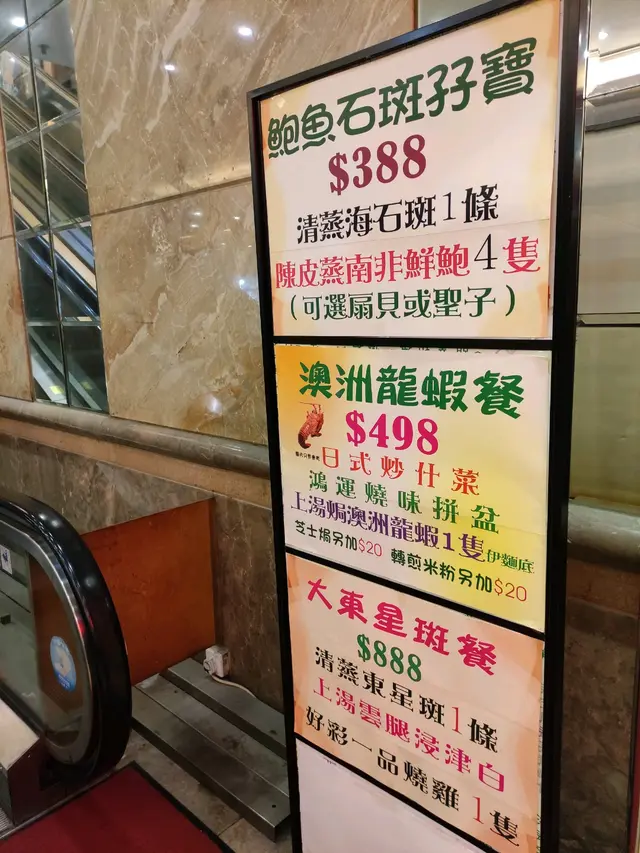 鮑魚石斑孖寶
$388
清蒸海石斑1條
陳皮蒸南非鮮鮑4隻
(可選扇貝或聖子)
澳洲龍蝦餐
$498
日式炒什菜
鴻運燒味拼盆
上湯焗澳洲龍蝦1隻伊麵底
芝士焗另加$20 轉煎米粉另加$20
大東星斑餐
$888
清蒸東星斑1條
上湯雲腿浸津白
好彩一品燒雞1隻